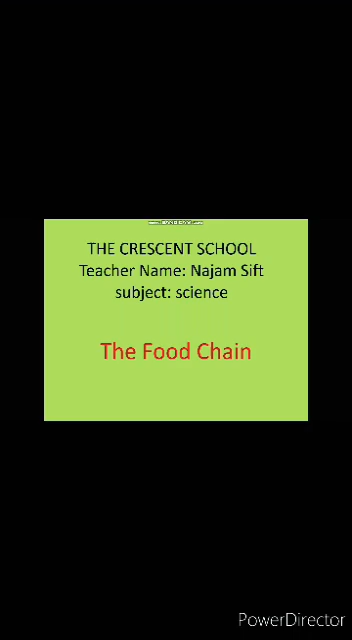 THE CRESCENT SCHOOL
Teacher Name: Najam Sift
subject: science
The Food Chain
PowerDirector